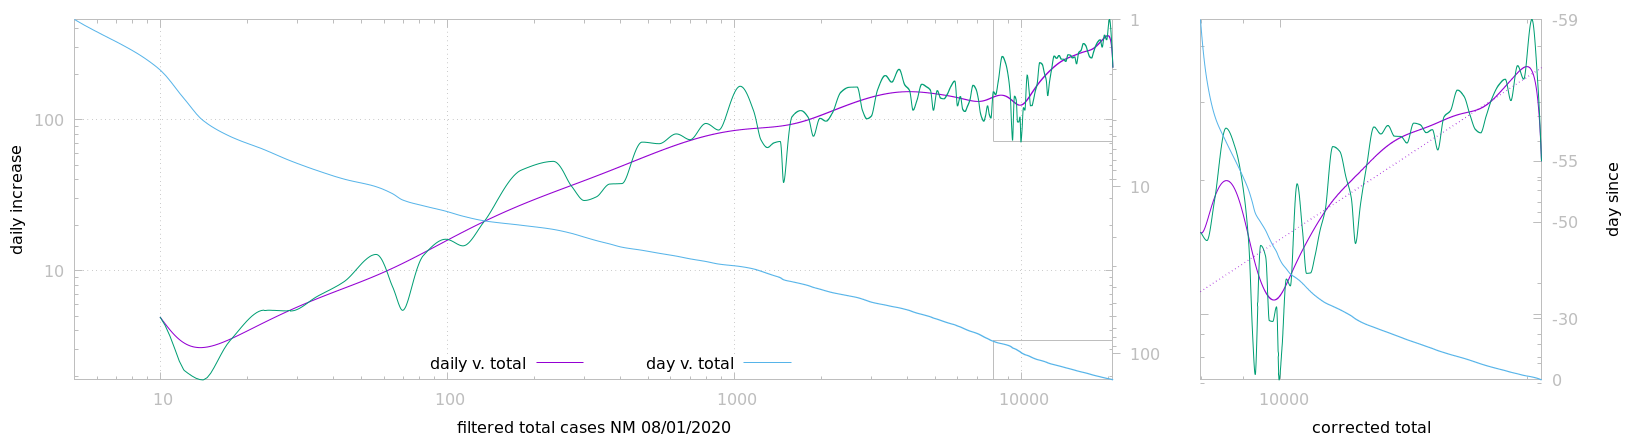 1
-59
100
daily increase
10
-55
-50
day since
10
-30
daily v. total
day v. total
100
0
10
100
1000
10000
10000
filtered total cases NM 08/01/2020
corrected total